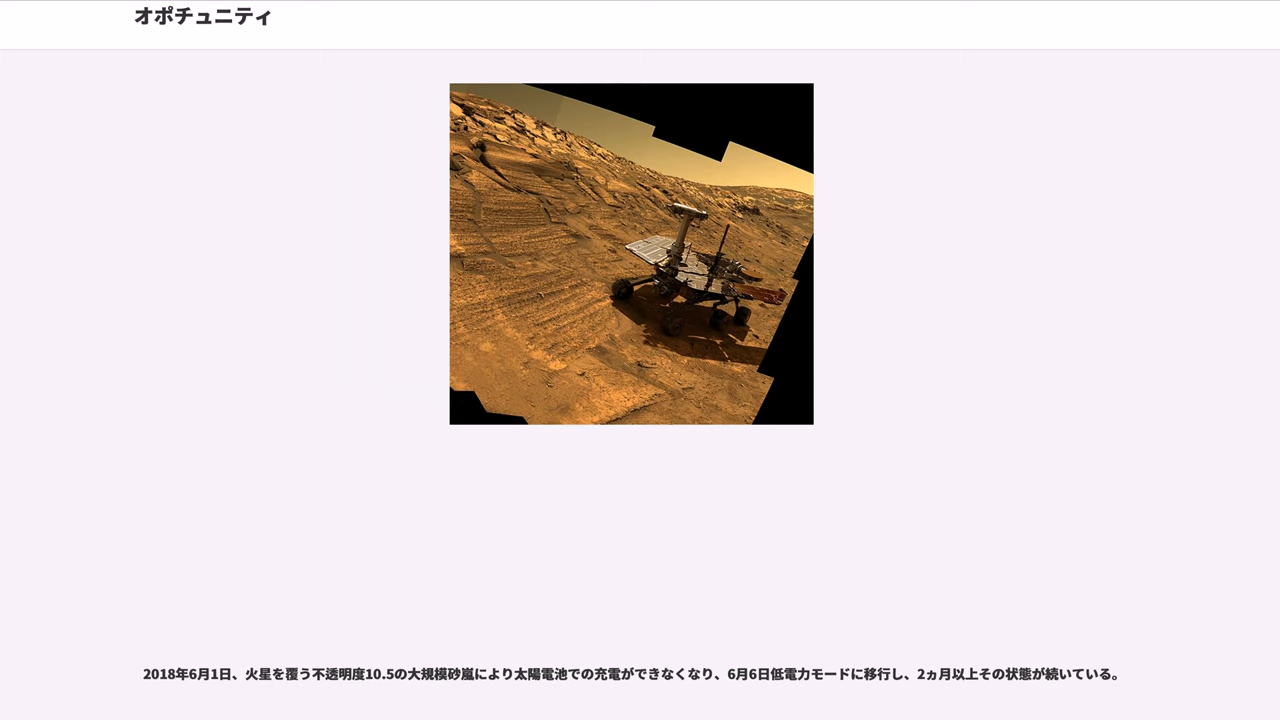 オポチュニティ
2018年6月1日、火星を覆う不透明度10.5の大規模砂嵐により太陽電池での充電ができなくなり、6月6日低電力モードに移行し、2ヵ月以上その状態が続いている。